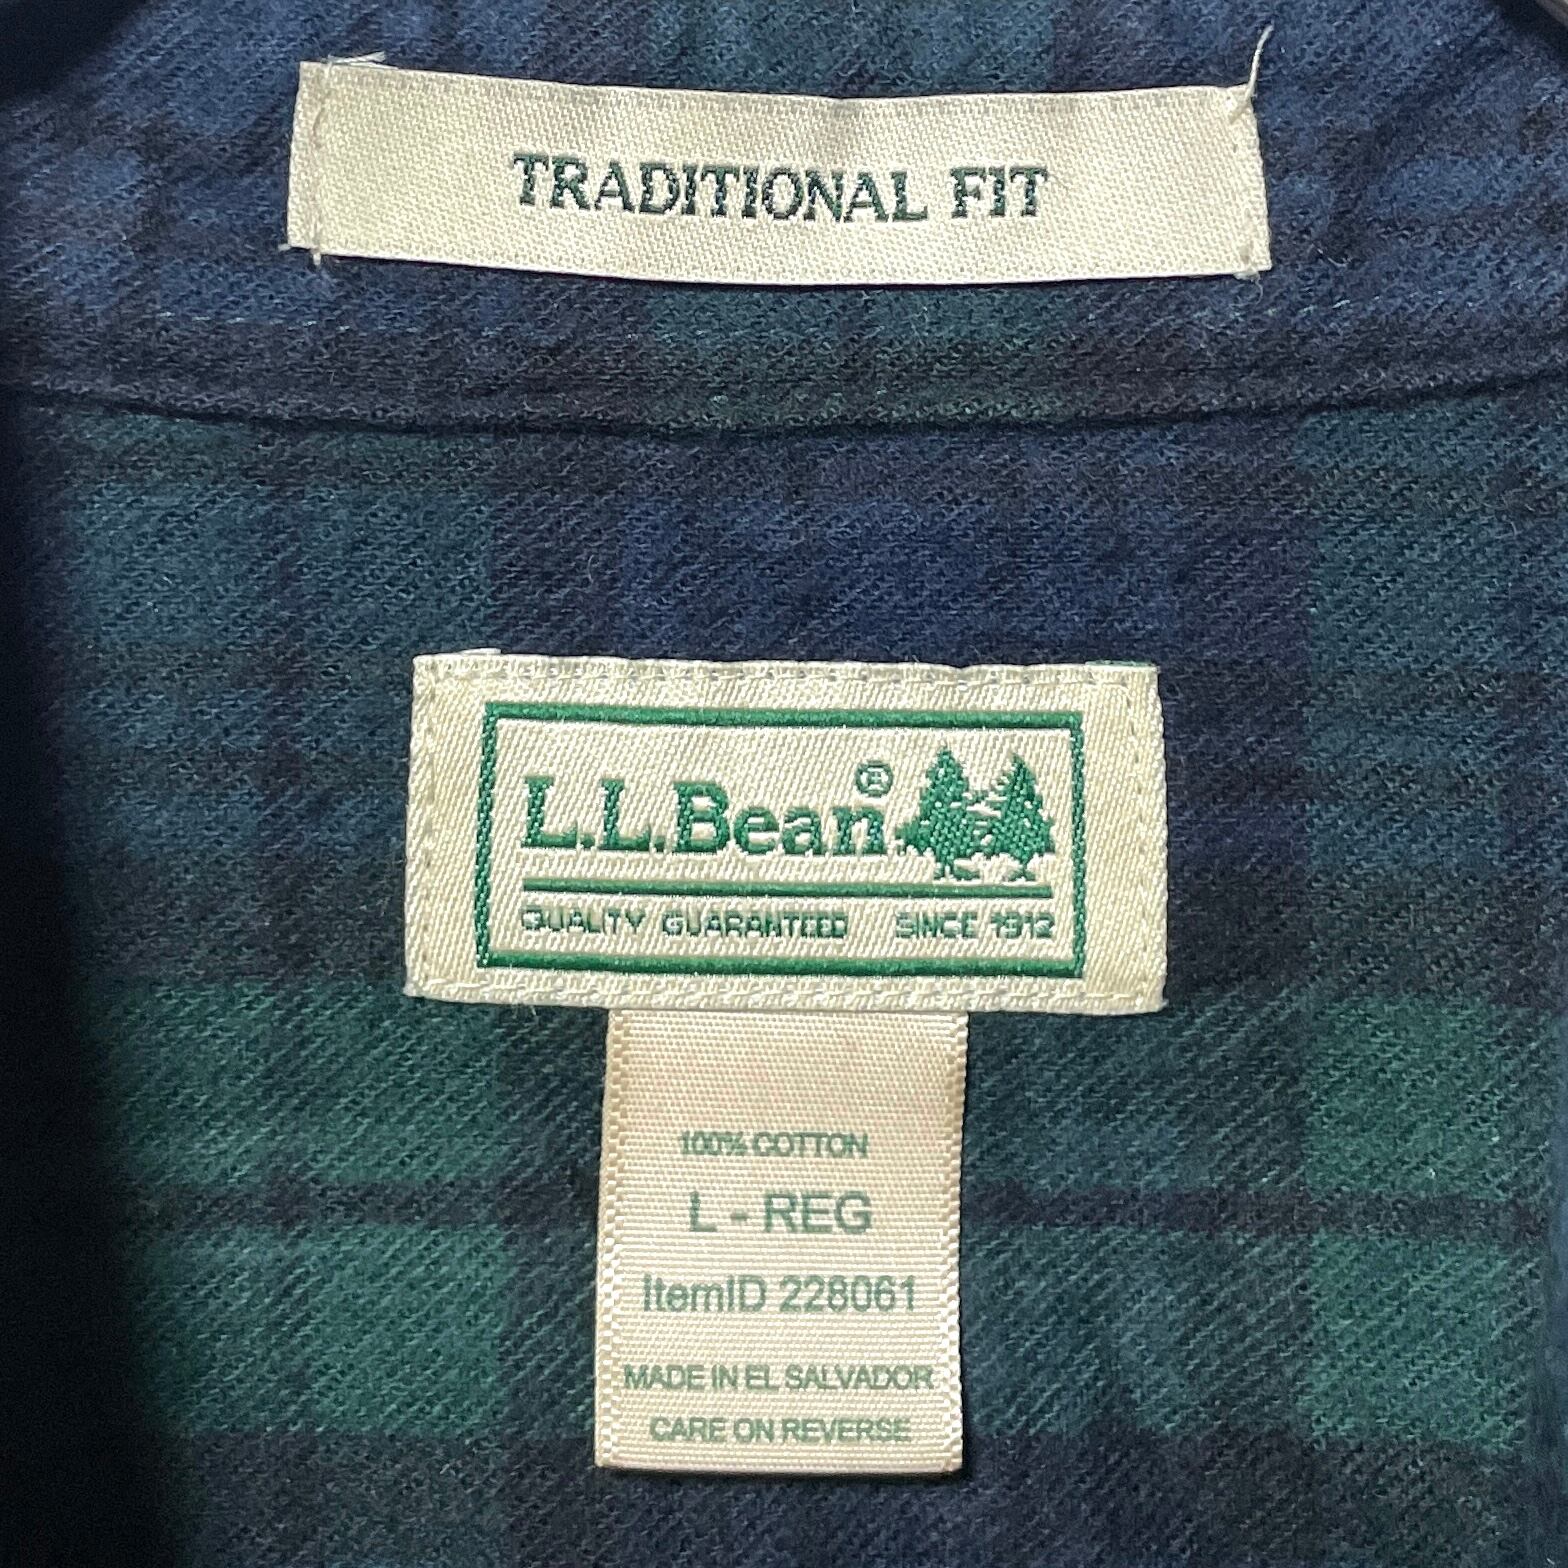 TRADITIONAL FIT
L.L.Bean®
QUALITY GUARANTEED SINCE 1912
100% COTTON
L - REG
ItemID 228061
MADE IN EL SALVADOR
CARE ON REVERSE